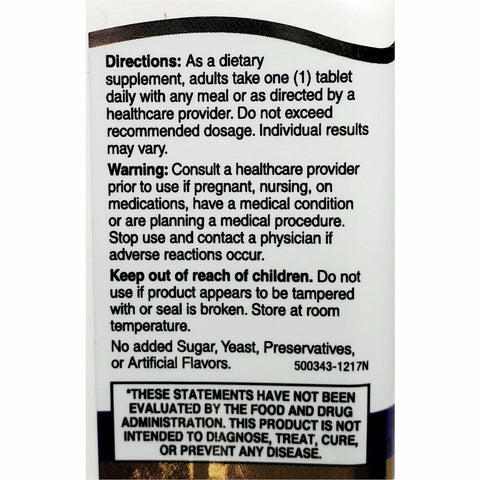 Directions: As a dietary
supplement, adults take one (1) tablet
daily with any meal or as directed by a
healthcare provider. Do not exceed
recommended dosage. Individual results
may vary.
Warning: Consult a healthcare provider
prior to use if pregnant, nursing, on
medications, have a medical condition
or are planning a medical procedure.
Stop use and contact a physician if
adverse reactions occur.
Keep out of reach of children. Do not
use if product appears to be tampered
with or seal is broken. Store at room
temperature.
No added Sugar, Yeast, Preservatives,
or Artificial Flavors. 500343-1217N
*THESE STATEMENTS HAVE NOT BEEN
EVALUATED BY THE FOOD AND DRUG
ADMINISTRATION. THIS PRODUCT IS NOT
INTENDED TO DIAGNOSE, TREAT, CURE,
OR PREVENT ANY DISEASE.